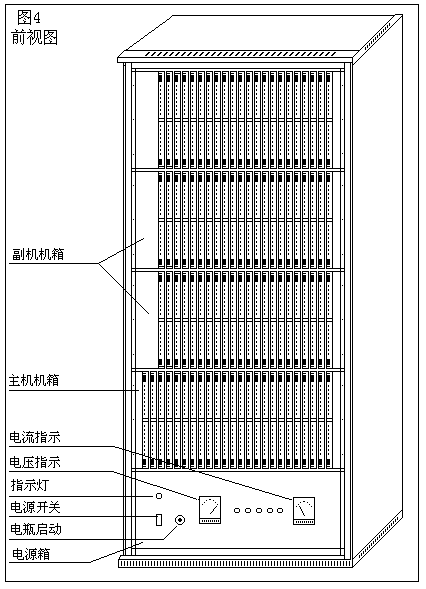 图4
前视图
副机机箱
主机机箱
电流指示
电压指示
指示灯
电源开关
电瓶启动
电源箱